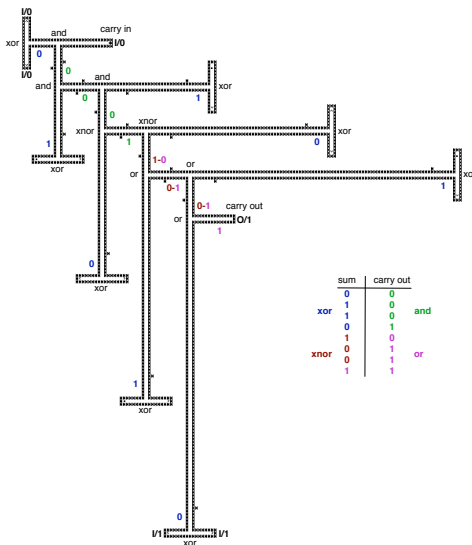 I/0
and
carry in
xor
I/0
0
0
I/0
and
and
0
1
xor
0
xnor
xnor
1
1
0
xor
xor
1-0
or
or
0-1
1
xo
0-1
carry out
or
O/1
1
0
xor
sum carry out
0 0
xor 1 0 and
1 0
0 1
1 0
xnor 0 1 or
0 1
1 1
1
xor
0
I/1
I/1
xor